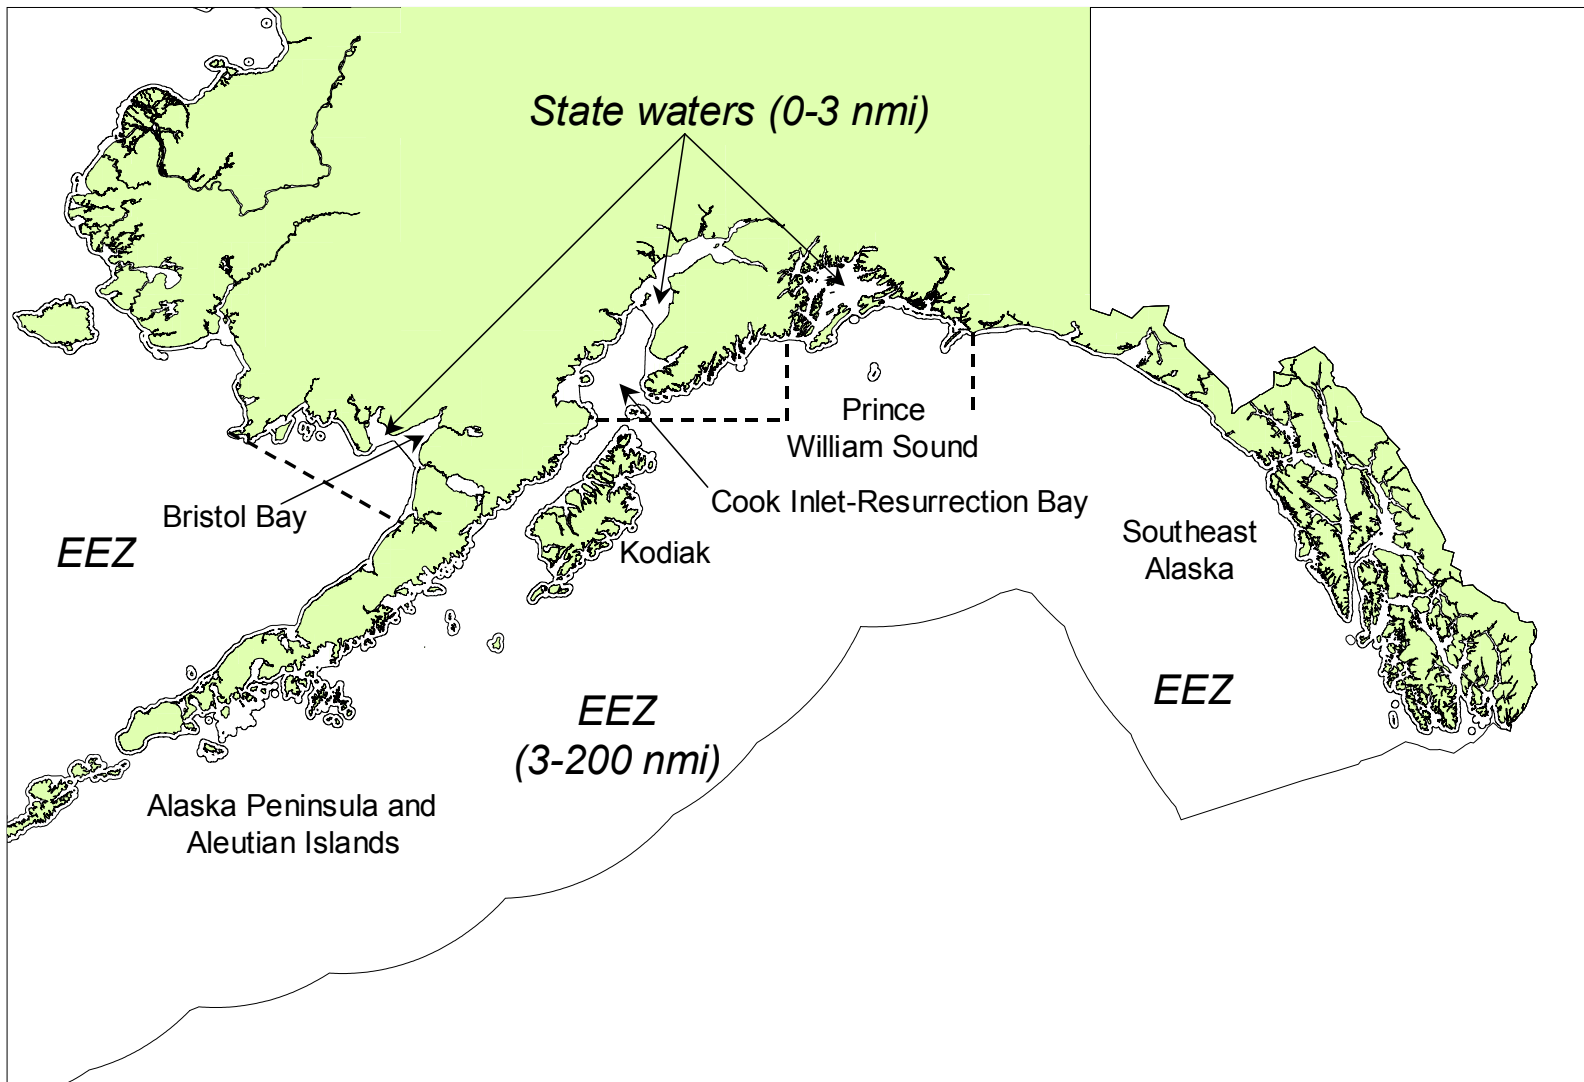 State waters (0-3 nmi)
Prince
William Sound
Cook Inlet-Resurrection Bay
Bristol Bay
EEZ
Kodiak
Southeast
Alaska
EEZ
(3-200 nmi)
EEZ
Alaska Peninsula and
Aleutian Islands